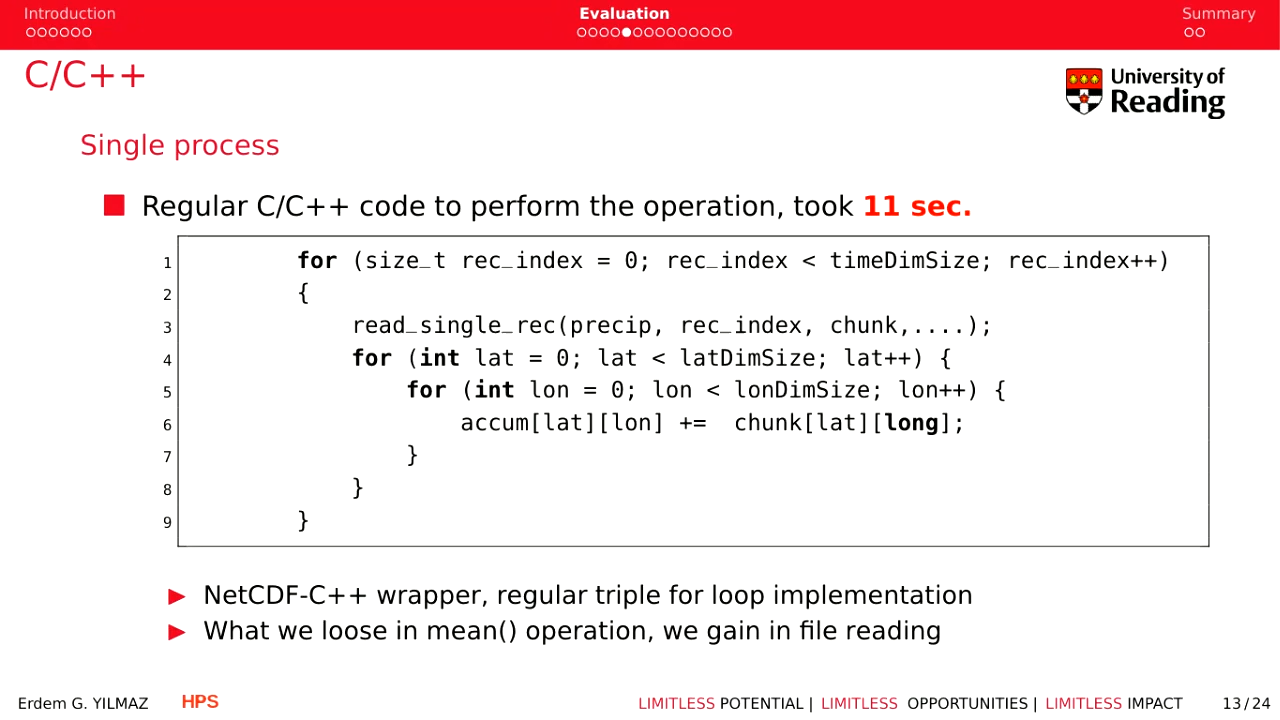 Introduction Evaluation Summary
C/C++
University of
Reading
Single process
Regular C/C++ code to perform the operation, took 11 sec.
1 for (size_t rec_index = 0; rec_index < timeDimSize; rec_index++)
2 {
3 read_single_rec(precip, rec_index, chunk,....);
4 for (int lat = 0; lat < latDimSize; lat++) {
5 for (int lon = 0; lon < lonDimSize; lon++) {
6 accum[lat][lon] += chunk[lat][long];
7 }
8 }
9 }
► NetCDF-C++ wrapper, regular triple for loop implementation
► What we loose in mean() operation, we gain in file reading
Erdem G. YILMAZ HPS LIMITLESS POTENTIAL | LIMITLESS OPPORTUNITIES | LIMITLESS IMPACT 13/24